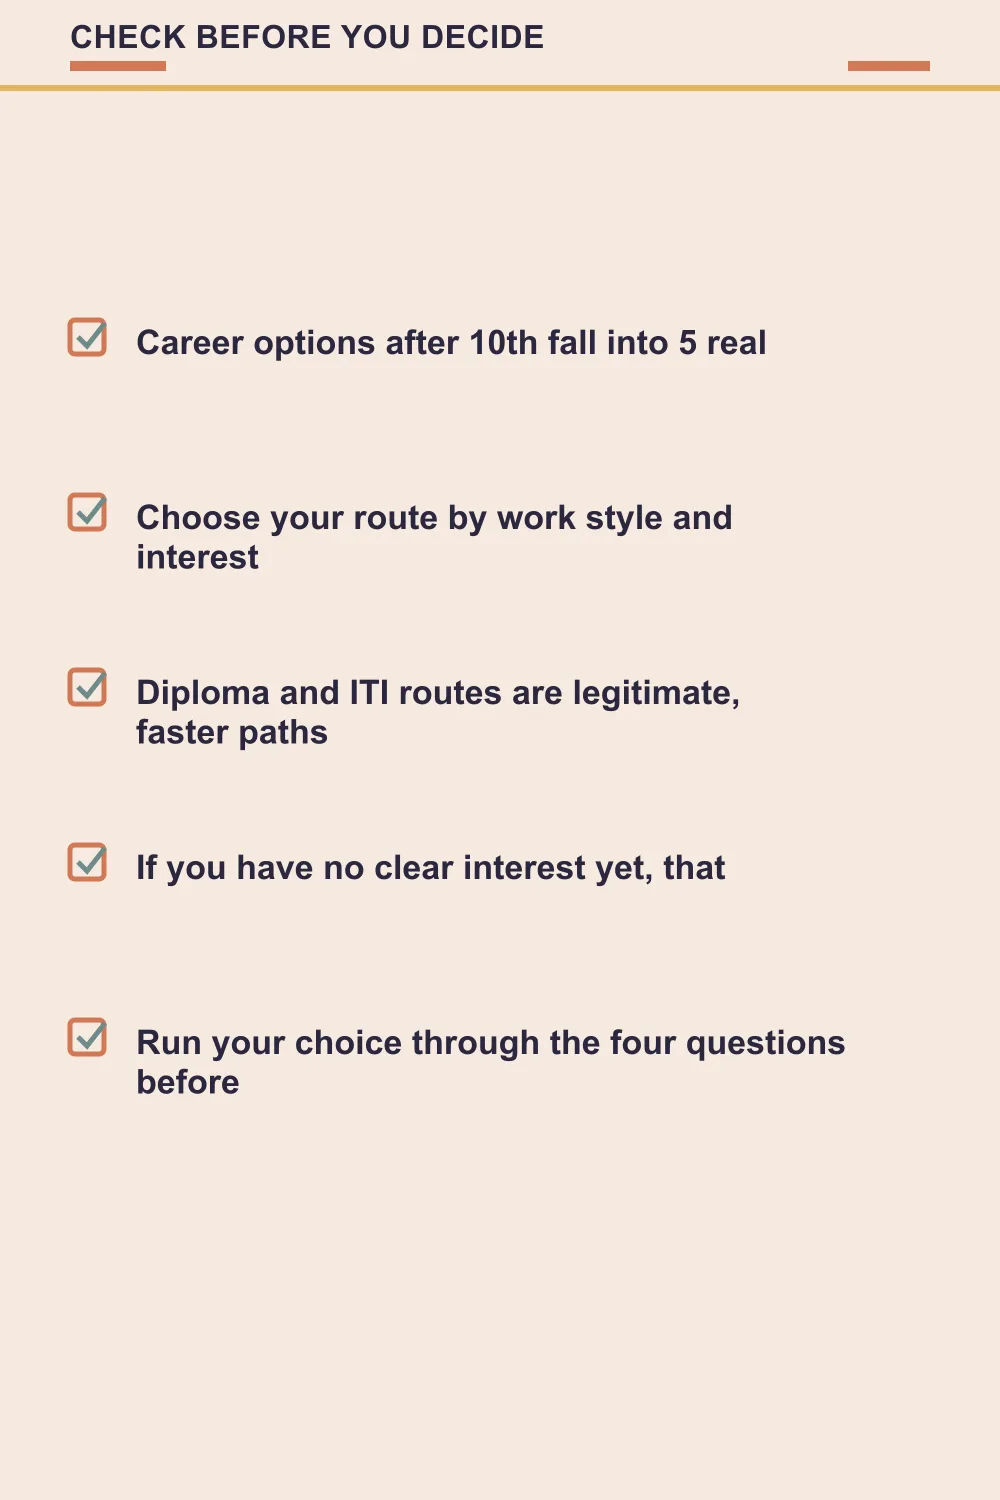 CHECK BEFORE YOU DECIDE
Career options after 10th fall into 5 real
Choose your route by work style and
interest
Diploma and ITI routes are legitimate,
faster paths
If you have no clear interest yet, that
Run your choice through the four questions
before